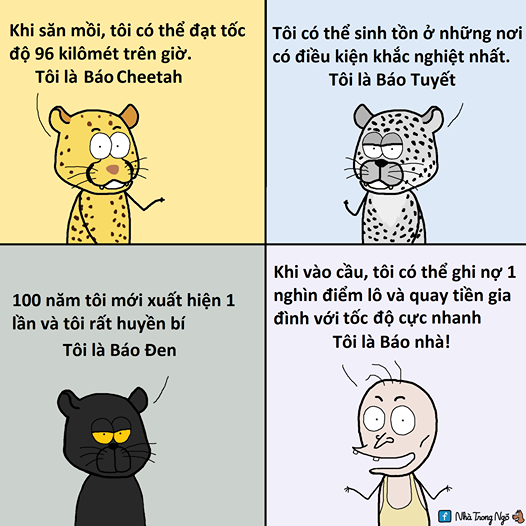 Khi săn mồi, tôi có thể đạt tốc
độ 96 kilômét trên giờ.
Tôi là Báo Cheetah
Tôi có thể sinh tồn ở những nơi
có điều kiện khắc nghiệt nhất.
Tôi là Báo Tuyết
100 năm tôi mới xuất hiện 1
lần và tôi rất huyền bí
Tôi là Báo Đen
Khi vào cầu, tôi có thể ghi nợ 1
nghìn điểm lô và quay tiền gia
đình với tốc độ cực nhanh
Tôi là Báo nhà!
f Nhà Trong Ngõ